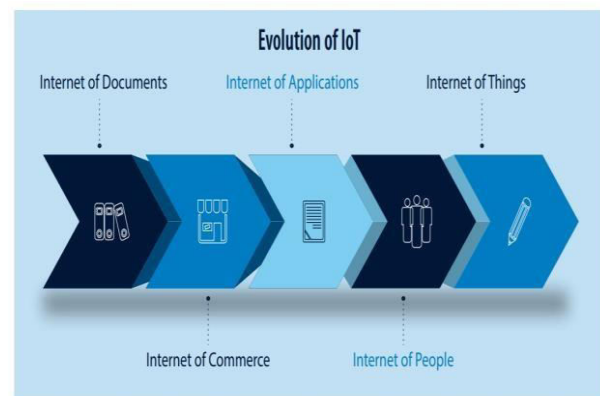 Evolution of IoT
Internet of Documents
Internet of Applications
Internet of Things
Internet of Commerce
Internet of People